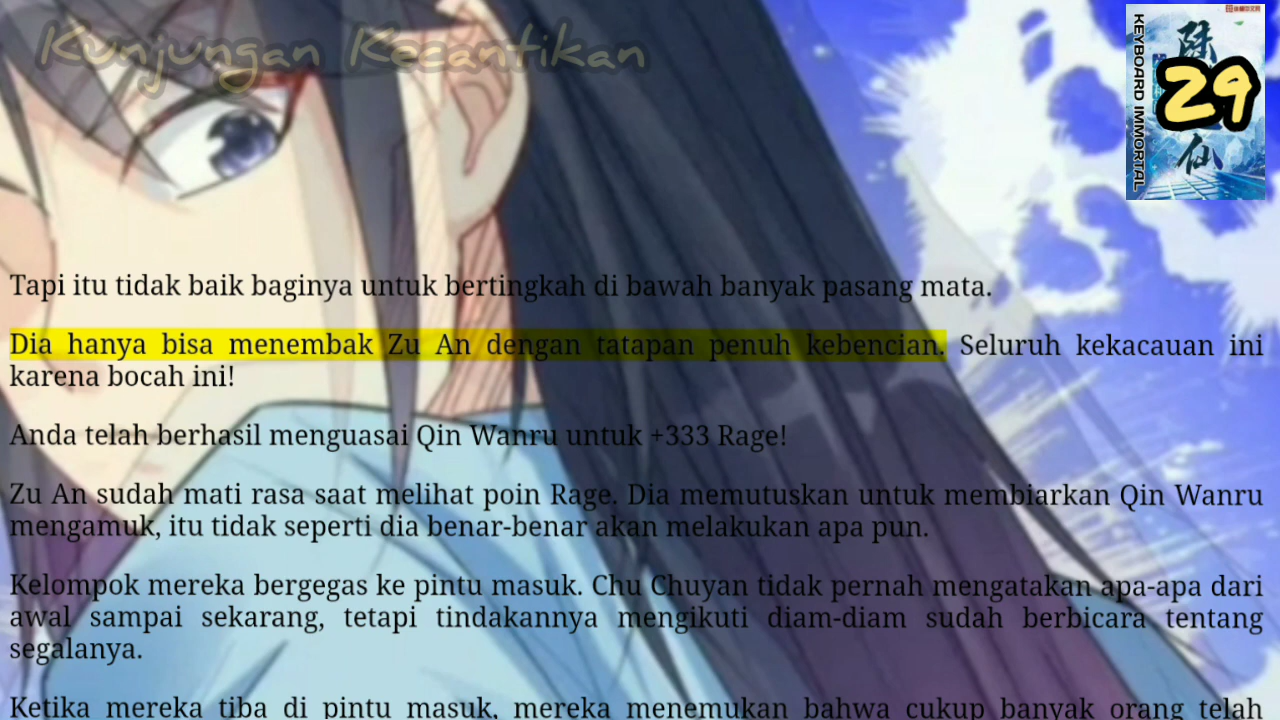 Kunjungan Kecantikan
KEYBOARD IMMORTAL
陆
29
仙
Tapi itu tidak baik baginya untuk bertingkah di bawah banyak pasang mata.
Dia hanya bisa menembak Zu An dengan tatapan penuh kebencian. Seluruh kekacauan ini
karena bocah ini!
Anda telah berhasil menguasai Qin Wanru untuk +333 Rage!
Zu An sudah mati rasa saat melihat poin Rage. Dia memutuskan untuk membiarkan Qin Wanru
mengamuk, itu tidak seperti dia benar-benar akan melakukan apa pun.
Kelompok mereka bergegas ke pintu masuk. Chu Chuyan tidak pernah mengatakan apa-apa dari
awal sampai sekarang, tetapi tindakannya mengikuti diam-diam sudah berbicara tentang
segalanya.
Ketika mereka tiba di pintu masuk, mereka menemukan bahwa cukup banyak orang telah